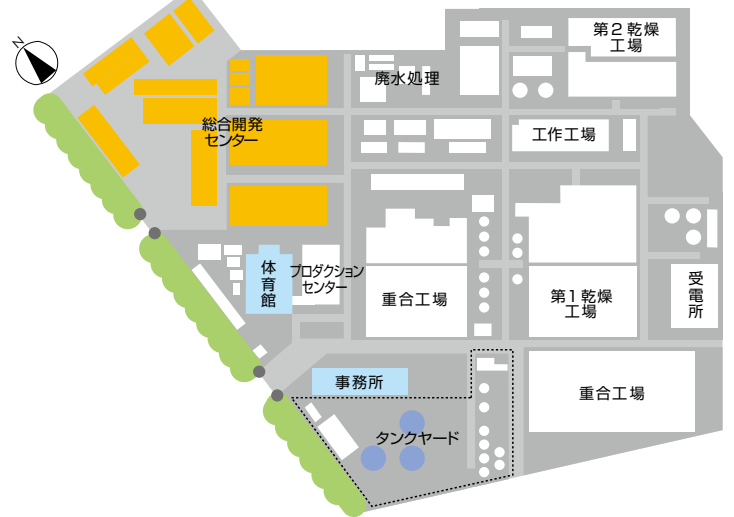 N
第2乾燥
工場
廃水処理
総合開発
センター
工作工場
体育館
プロダクション
センター
重合工場
第1乾燥
工場
受電所
事務所
重合工場
タンクヤード